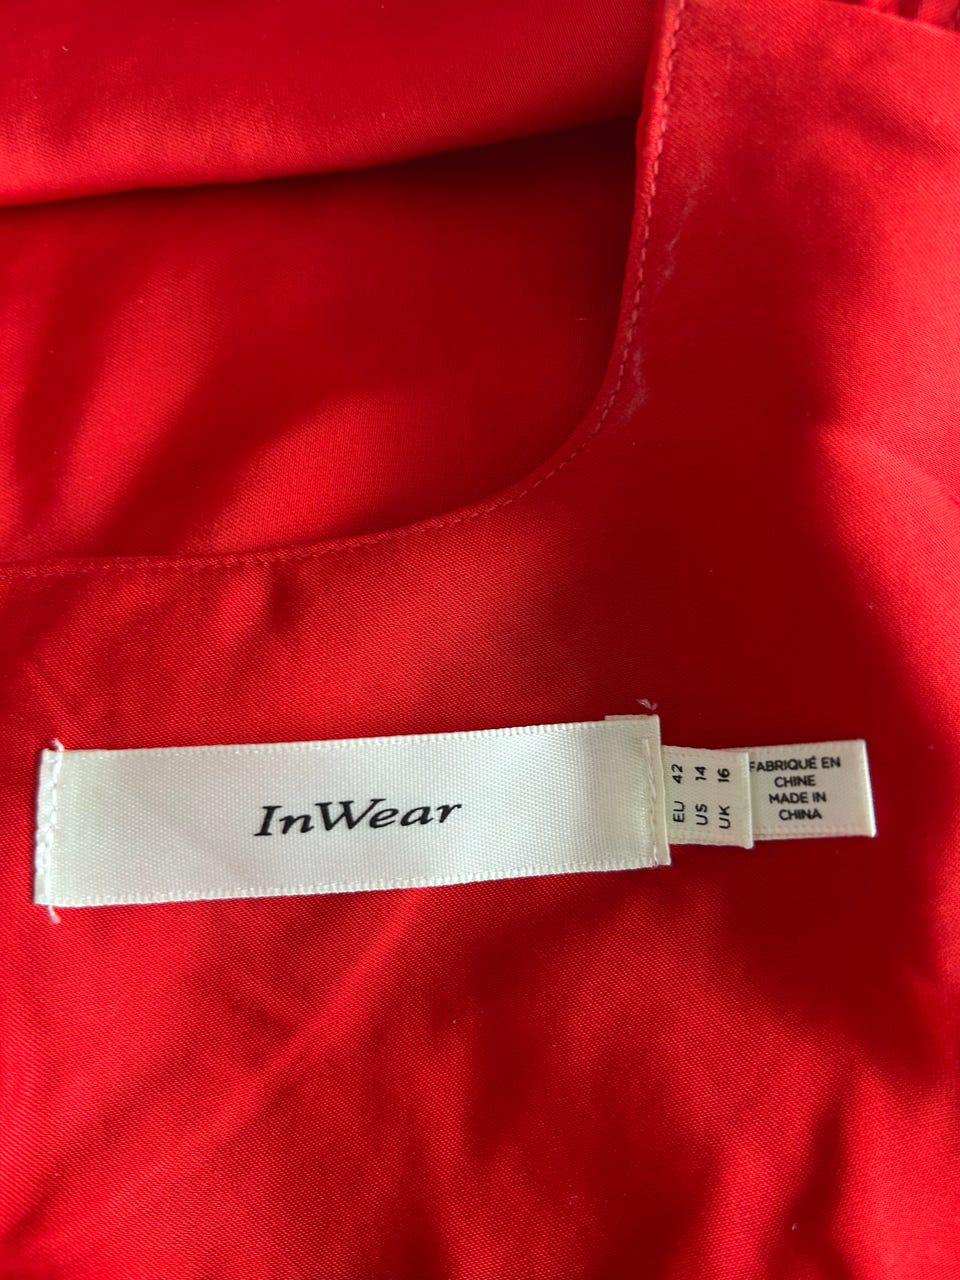 InWear
EU 42
US 14
UK 16
FABRIQUÉ EN
CHINE
MADE IN
CHINA